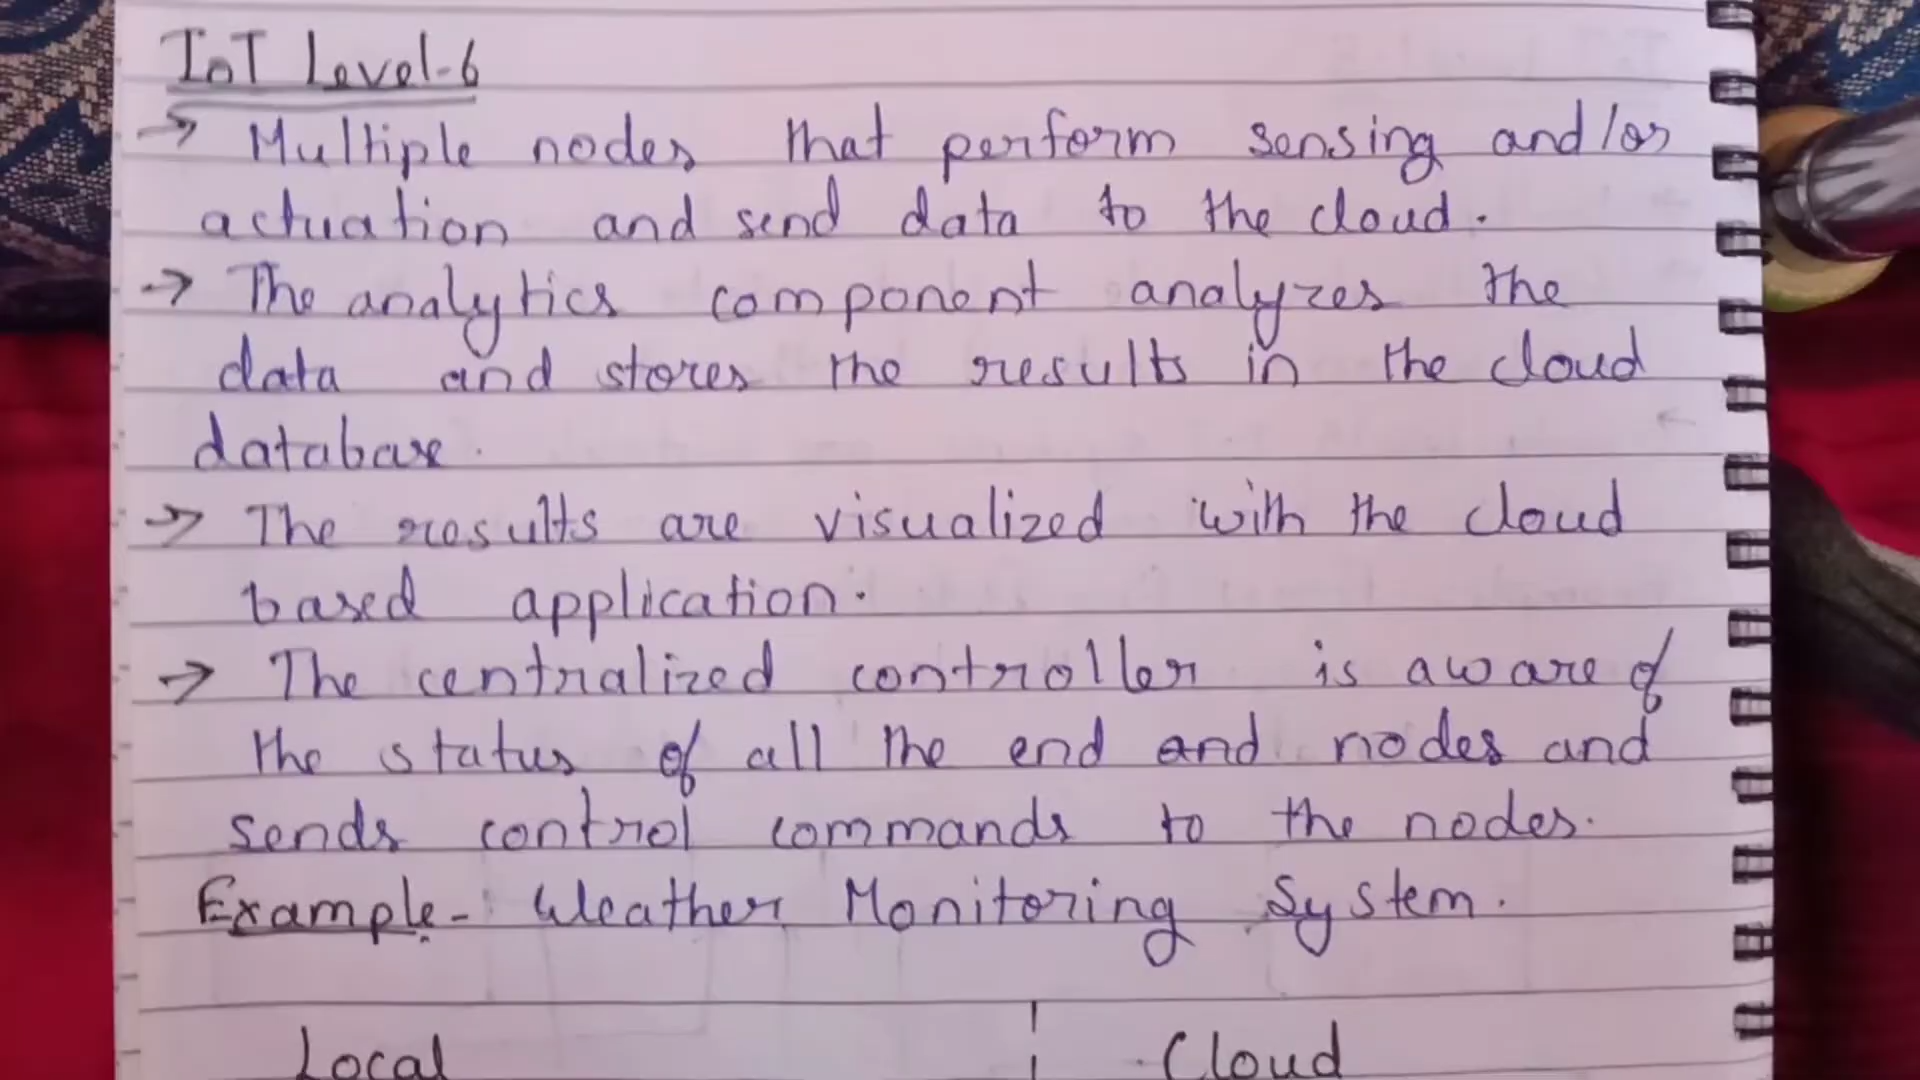 IoT Level-6
→ Multiple nodes that perform sensing and/or
actuation and send data to the cloud.
→ The analytics component analyzes the
data and stores the results in the cloud
database.
→ The results are visualized with the cloud
based application.
→ The centralized controller is aware of
the status of all the end and nodes and
sends control commands to the nodes.
Example - Weather Monitoring System.
Local Cloud